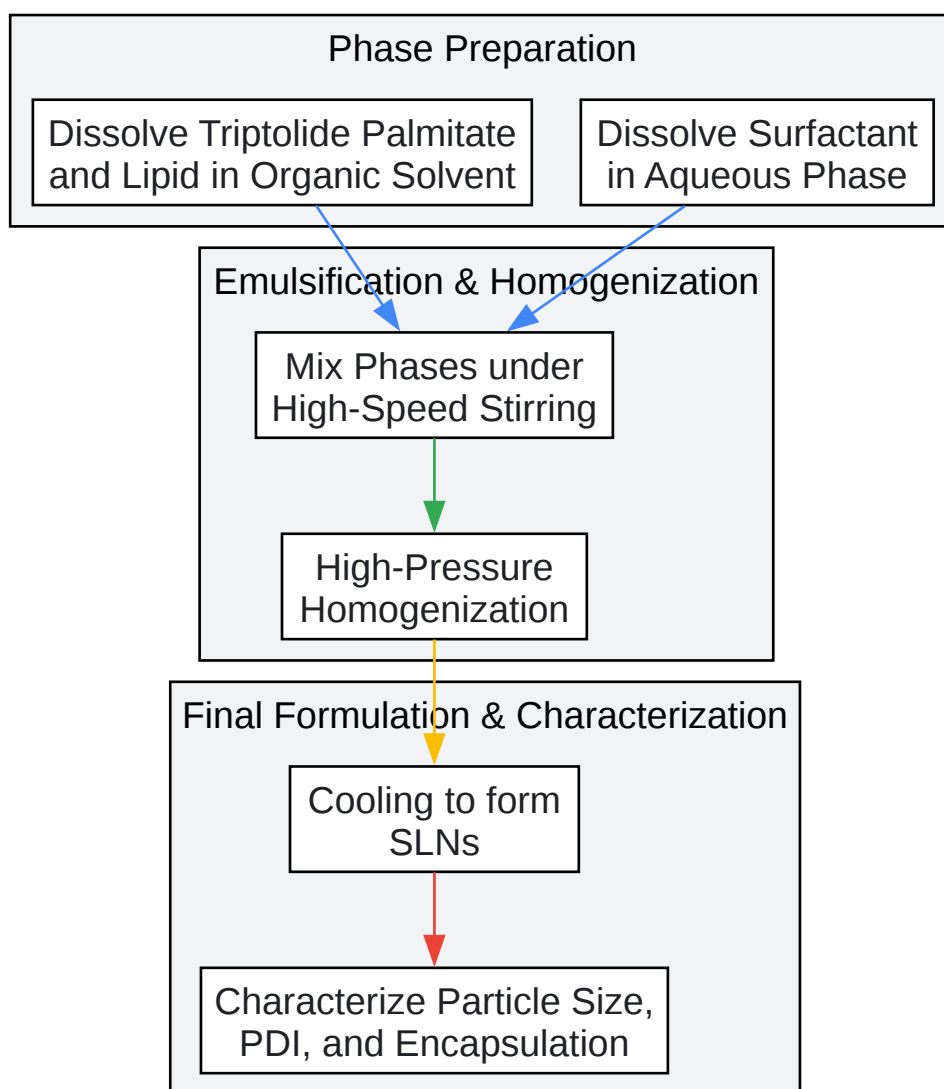 Phase Preparation
Dissolve Triptolide Palmitate
and Lipid in Organic Solvent
Dissolve Surfactant
in Aqueous Phase
Emulsification & Homogenization
Mix Phases under
High-Speed Stirring
High-Pressure
Homogenization
Final Formulation & Characterization
Cooling to form
SLNs
Characterize Particle Size,
PDI, and Encapsulation